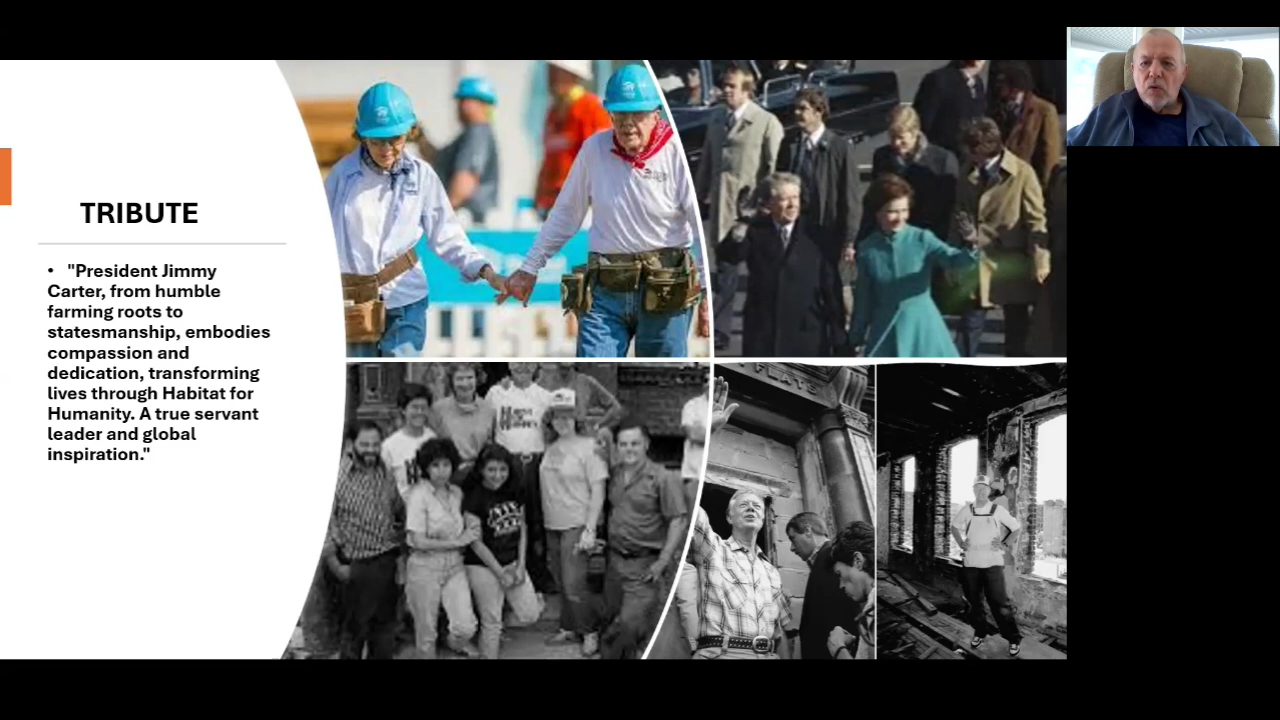 TRIBUTE
• "President Jimmy
Carter, from humble
farming roots to
statesmanship, embodies
compassion and
dedication, transforming
lives through Habitat for
Humanity. A true servant
leader and global
inspiration."